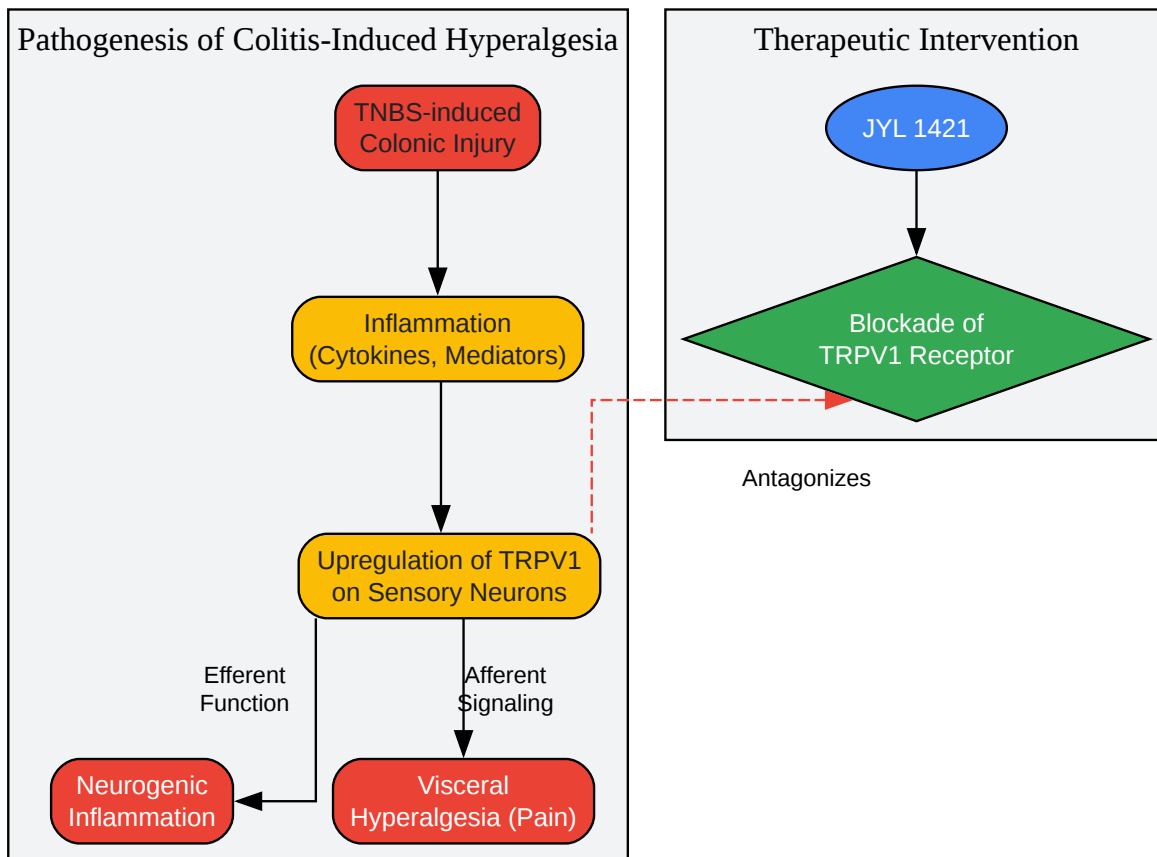 Pathogenesis of Colitis-Induced Hyperalgesia
TNBS-induced
Colonic Injury
Inflammation
(Cytokines, Mediators)
Upregulation of TRPV1
on Sensory Neurons
Efferent
Function
Afferent
Signaling
Neurogenic
Inflammation
Visceral
Hyperalgesia (Pain)
Therapeutic Intervention
JYL 1421
Blockade of
TRPV1 Receptor
Antagonizes